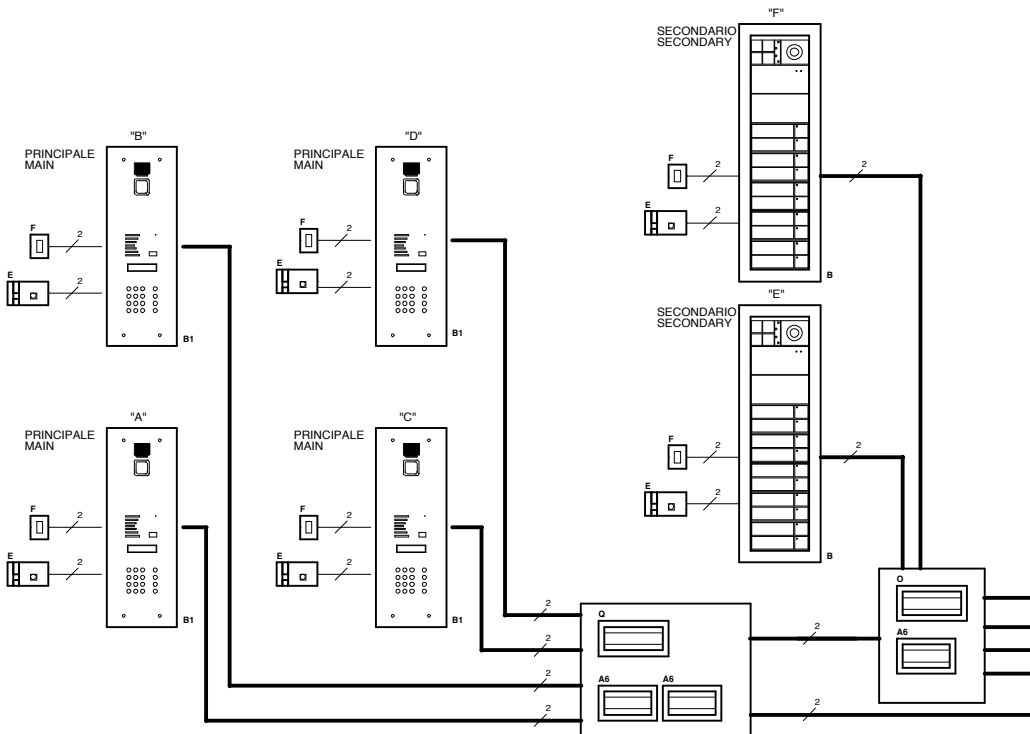 "F"
SECONDARIO
SECONDARY
F
2
2
E
2
B
"B"
PRINCIPALE
MAIN
F
2
E
2
B1
"D"
PRINCIPALE
MAIN
F
2
E
2
B1
"E"
SECONDARIO
SECONDARY
F
2
2
E
2
B
"A"
PRINCIPALE
MAIN
F
2
E
2
B1
"C"
PRINCIPALE
MAIN
F
2
E
2
B1
2
2
2
2
Q
A6 A6
2
2
O
A6